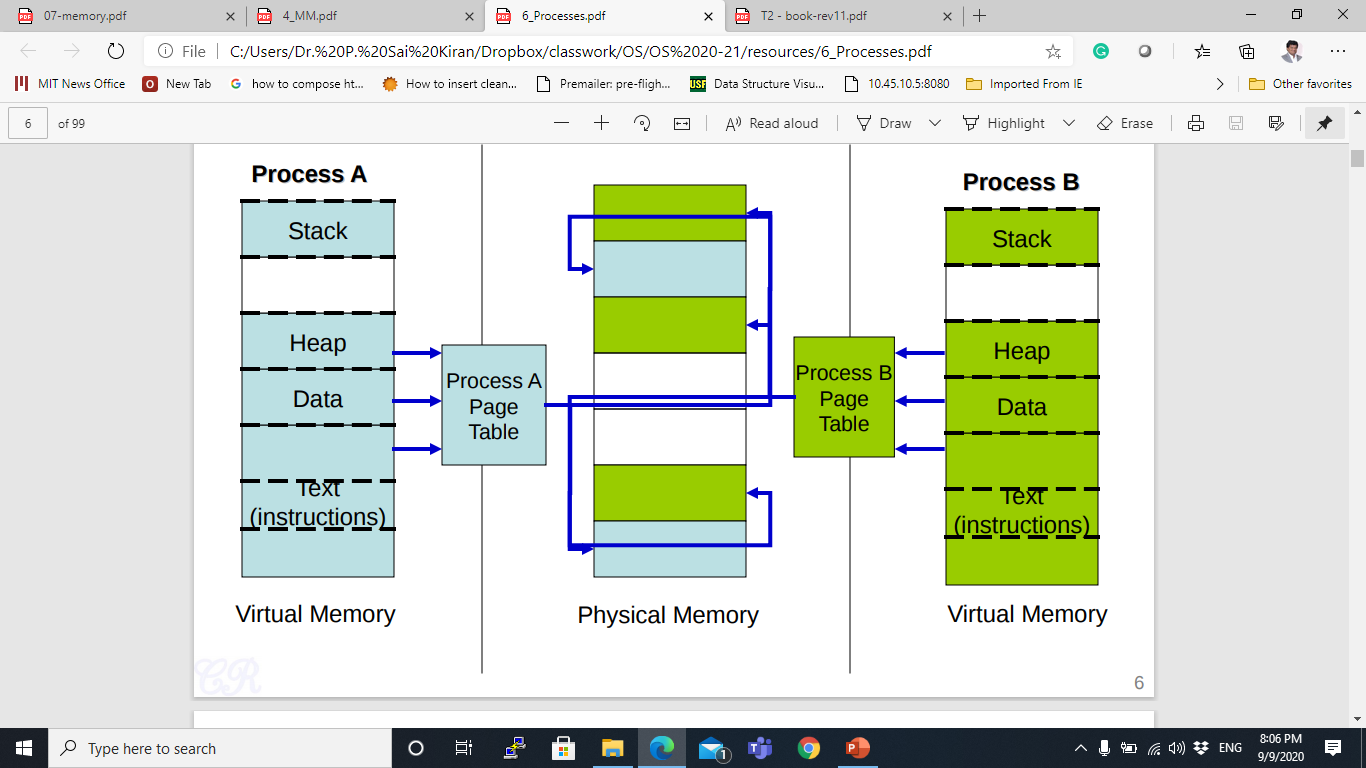 07-memory.pdf
4_MM.pdf
6_Processes.pdf
T2 - book-rev11.pdf
File
C:/Users/Dr.%20P.%20Sai%20Kiran/Dropbox/classwork/OS/OS%2020-21/resources/6_Processes.pdf
MIT News Office
New Tab
how to compose ht...
How to insert clean...
Premailer: pre-fligh...
USF
Data Structure Visu...
10.45.10.5:8080
Imported From IE
Other favorites
6
of 99
Read aloud
Draw
Highlight
Erase
Process A
Stack
Heap
Data
Text
(instructions)
Virtual Memory
Process A
Page
Table
Physical Memory
Process B
Page
Table
Process B
Stack
Heap
Data
Text
(instructions)
Virtual Memory
CR
6
Type here to search
1
ENG
8:06 PM
9/9/2020